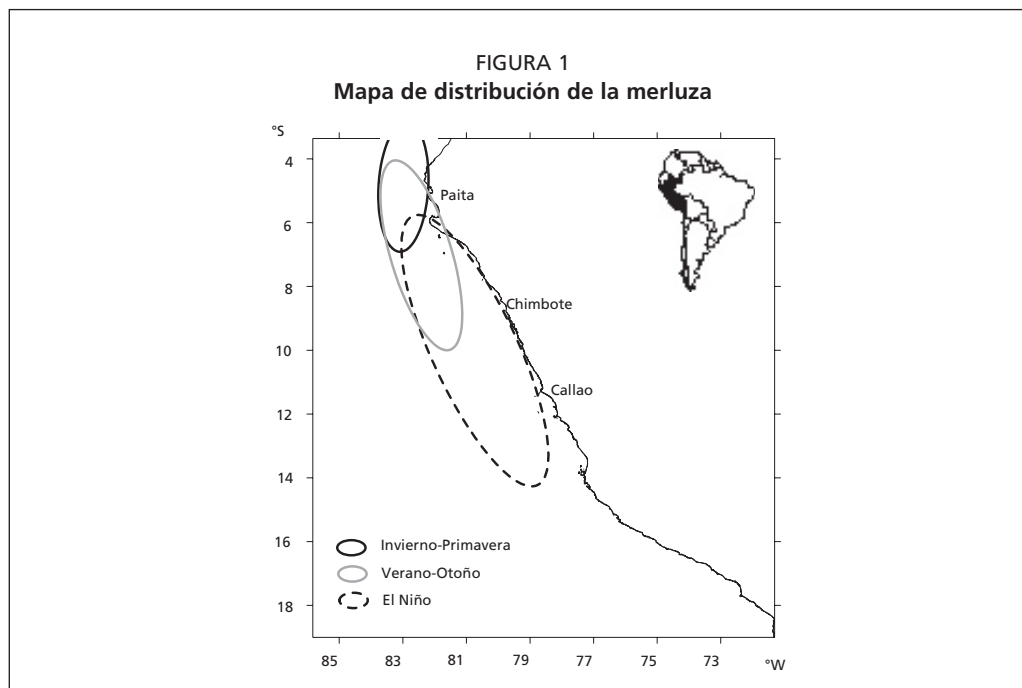 FIGURA 1
Mapa de distribución de la merluza
°S
4
Paita
6
8
Chimbote
10
Callao
12
14
16
18
Invierno-Primavera
Verano-Otoño
El Niño
85 83 81 79 77 75 73 °W